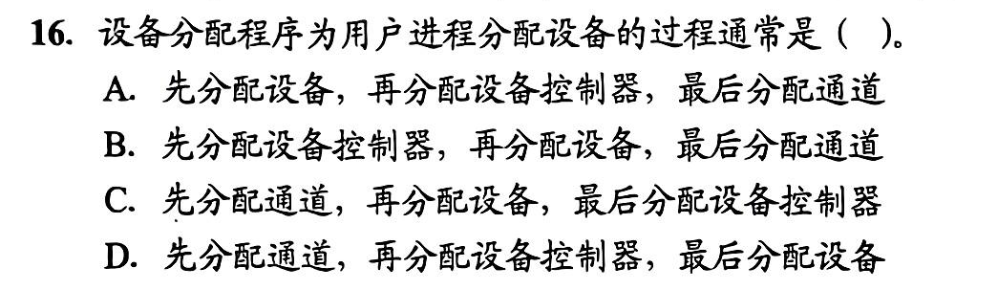 16. 设备分配程序为用户进程分配设备的过程通常是（ ）。
A. 先分配设备，再分配设备控制器，最后分配通道
B. 先分配设备控制器，再分配设备，最后分配通道
C. 先分配通道，再分配设备，最后分配设备控制器
D. 先分配通道，再分配设备控制器，最后分配设备